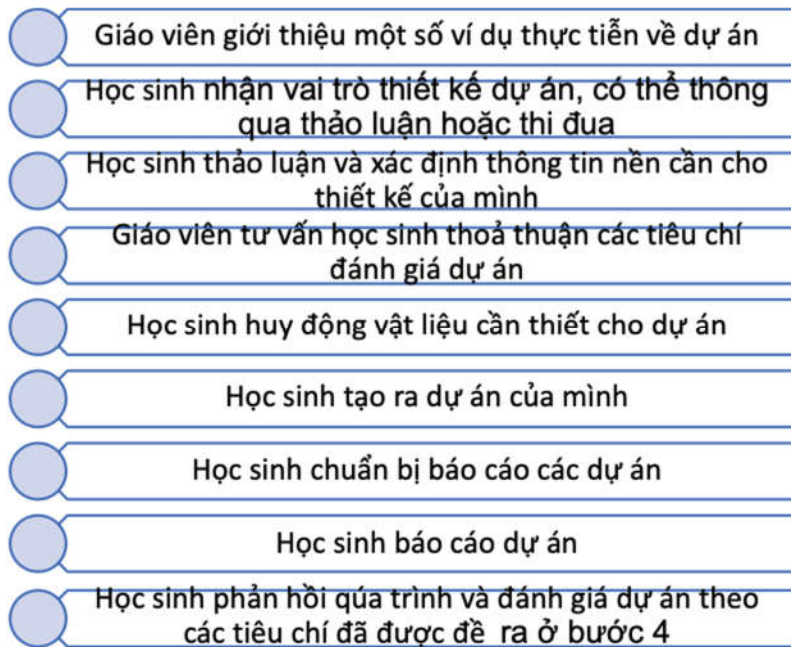 Giáo viên giới thiệu một số ví dụ thực tiễn về dự án
Học sinh nhận vai trò thiết kế dự án, có thể thông
qua thảo luận hoặc thi đua
Học sinh thảo luận và xác định thông tin nền cần cho
thiết kế của mình
Giáo viên tư vấn học sinh thoả thuận các tiêu chí
đánh giá dự án
Học sinh huy động vật liệu cần thiết cho dự án
Học sinh tạo ra dự án của mình
Học sinh chuẩn bị báo cáo các dự án
Học sinh báo cáo dự án
Học sinh phản hồi qúa trình và đánh giá dự án theo
các tiêu chí đã được đề ra ở bước 4